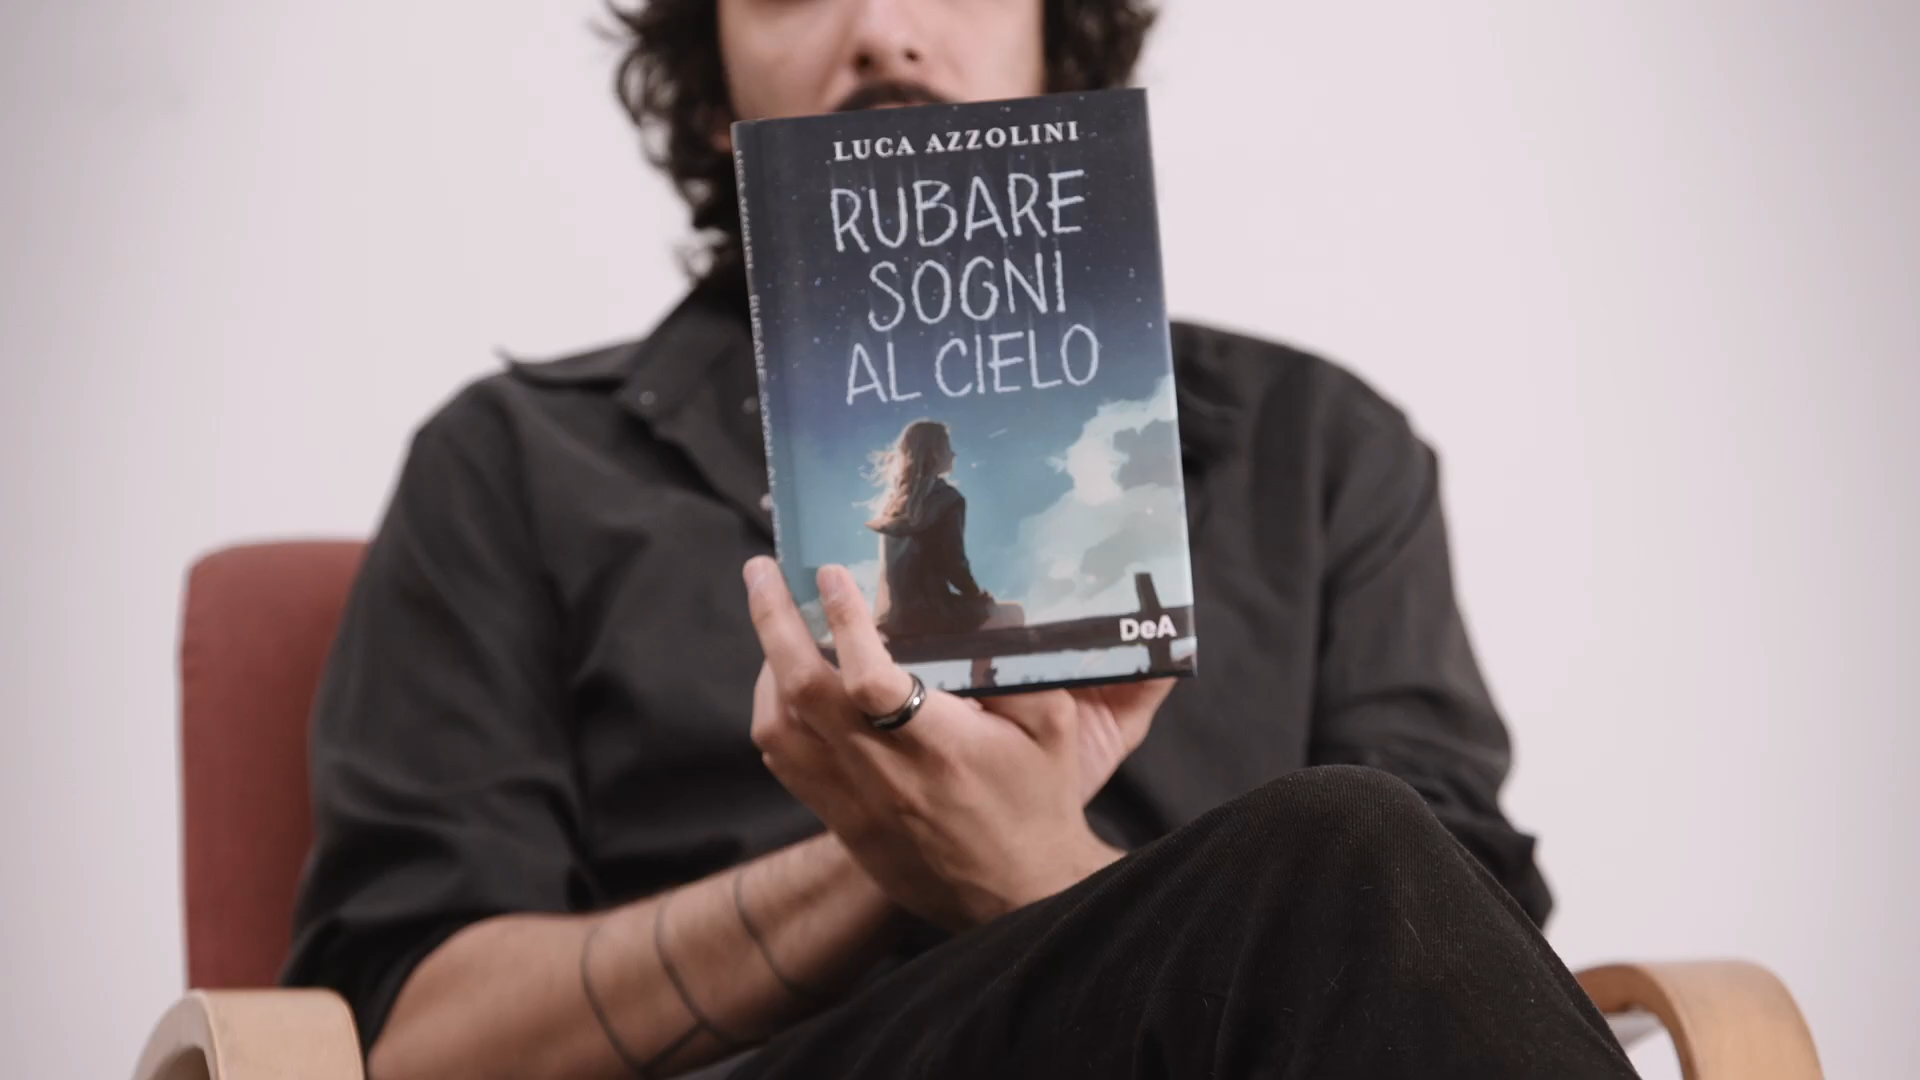 LUCA AZZOLINI
RUBARE
SOGNI
AL CIELO
DeA